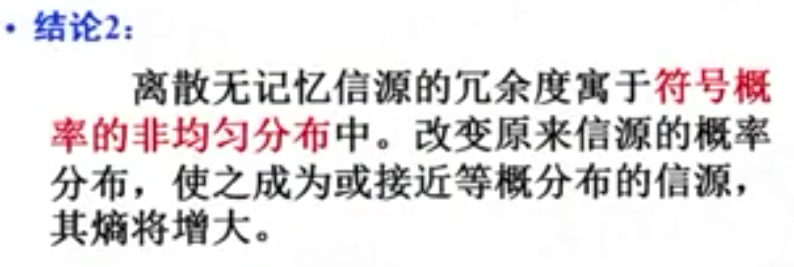 • 结论2：
离散无记忆信源的冗余度寓于符号概
率的非均匀分布中。改变原来信源的概率
分布，使之成为或接近等概分布的信源，
其熵将增大。